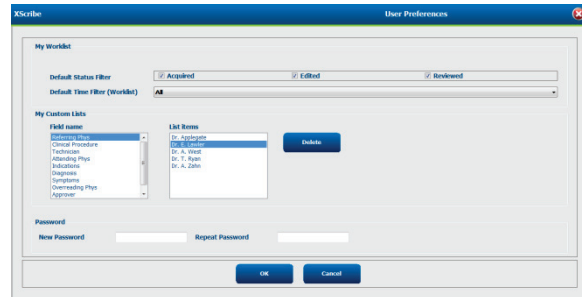 XScribe User Preferences
My Worklist
Default Status Filter Acquired Edited Reviewed
Default Time Filter (Worklist) All
My Custom Lists
Field name List Items
Referring Phys
Clinical Procedure
Technician
Attending Phys
Indications
Diagnosis
Symptoms
Overreading Phys
Approver
Dr. Applegate
Dr. E. Lawler
Dr. A. West
Dr. T. Ryan
Dr. A. Zahn
Delete
Password
New Password Repeat Password
OK Cancel